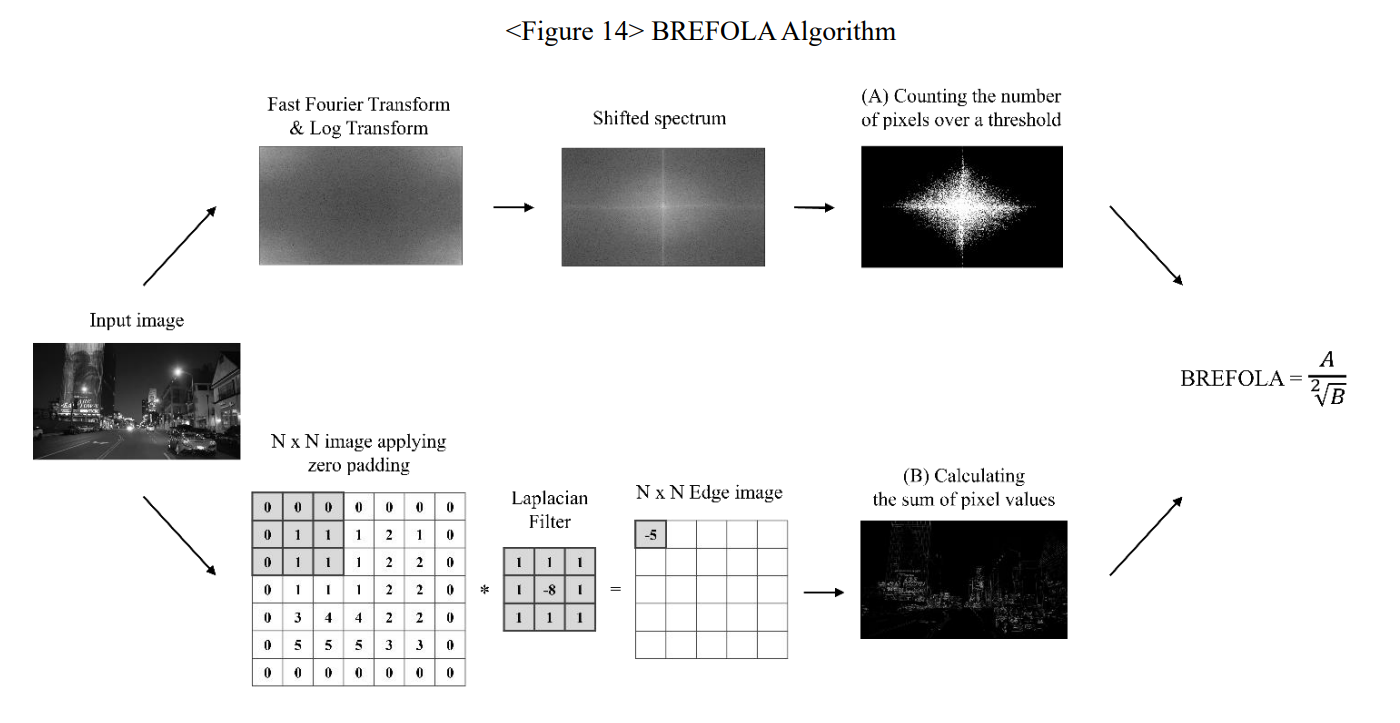 <Figure 14> BREFOLA Algorithm
Fast Fourier Transform
& Log Transform
Shifted spectrum
(A) Counting the number
of pixels over a threshold
Input image
BREFOLA = A / ²√B
N x N image applying
zero padding
0 0 0 0 0 0 0
0 1 1 1 2 1 0
0 1 1 1 2 2 0
0 1 1 1 2 2 0
0 3 4 4 2 2 0
0 5 5 5 3 3 0
0 0 0 0 0 0 0
*
Laplacian
Filter
1 1 1
1 -8 1
1 1 1
=
N x N Edge image
-5
(B) Calculating
the sum of pixel values